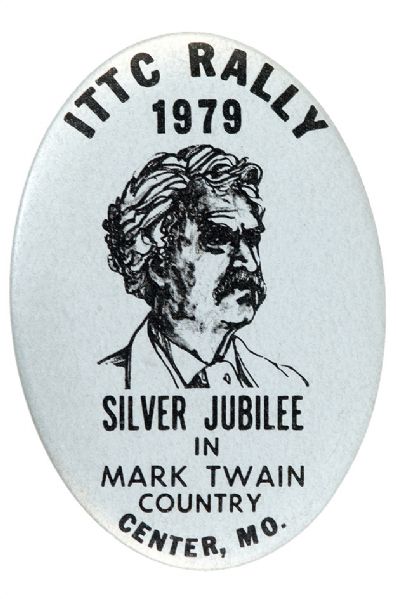 ITTC RALLY
1979
SILVER JUBILEE
IN
MARK TWAIN
COUNTRY
CENTER, MO.